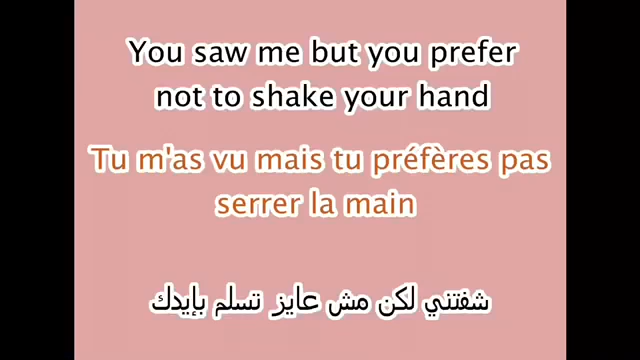 You saw me but you prefer
not to shake your hand
Tu m'as vu mais tu préfères pas
serrer la main
شفتني لكن مش عايز تسلم بإيدك